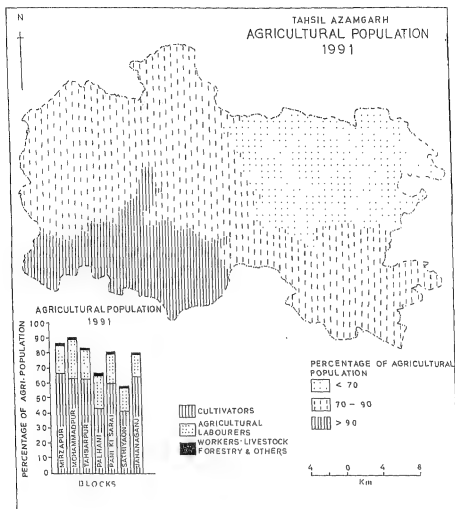 N
TAHSIL AZAMGARH
AGRICULTURAL POPULATION
1991
AGRICULTURAL POPULATION
1991
PERCENTAGE OF AGRI-POPULATION
100
90
80
70
60
50
40
30
20
10
0
MIRZAPUR
MOHAMMADPUR
TAHBARPUR
PALHANI
RANI KI SARAI
SATHIYAON
JAHANAGANJ
BLOCKS
CULTIVATORS
AGRICULTURAL
LABOURERS
WORKERS-LIVESTOCK
FORESTRY & OTHERS
PERCENTAGE OF AGRICULTURAL
POPULATION
< 70
70 - 90
> 90
4 0 4 8
Km